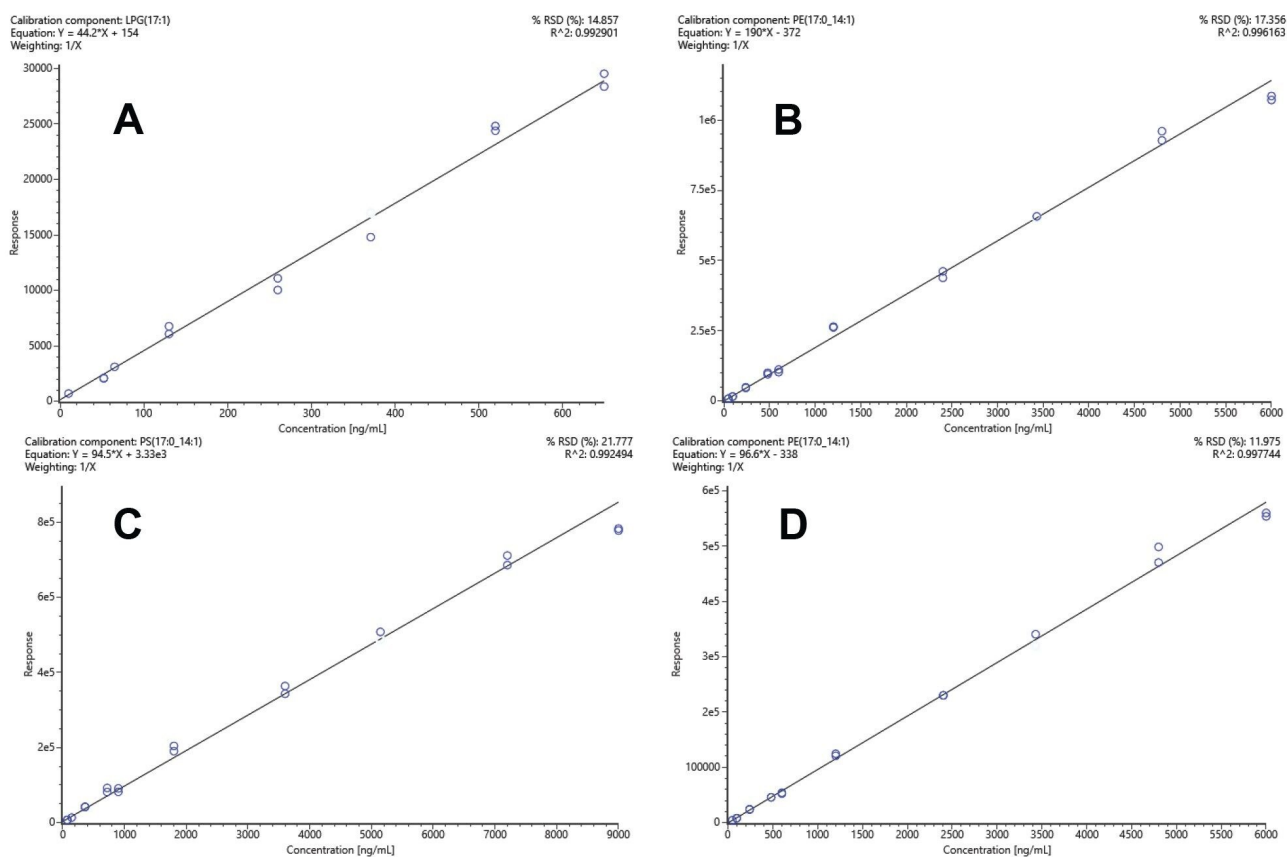 Calibration component: LPG(17:1)
% RSD (%): 14.857
Equation: Y = 44.2*X + 154
R^2: 0.992901
Weighting: 1/X
A
30000
25000
20000
15000
10000
5000
0
Response
0 100 200 300 400 500 600
Concentration [ng/mL]
Calibration component: PE(17:0_14:1)
% RSD (%): 17.356
Equation: Y = 190*X - 372
R^2: 0.996163
Weighting: 1/X
B
1e6
7.5e5
5e5
2.5e5
0
Response
0 500 1000 1500 2000 2500 3000 3500 4000 4500 5000 5500 6000
Concentration [ng/mL]
Calibration component: PS(17:0_14:1)
% RSD (%): 21.777
Equation: Y = 94.5*X + 3.33e3
R^2: 0.992494
Weighting: 1/X
C
8e5
6e5
4e5
2e5
0
Response
0 1000 2000 3000 4000 5000 6000 7000 8000 9000
Concentration [ng/mL]
Calibration component: PE(17:0_14:1)
% RSD (%): 11.975
Equation: Y = 96.6*X - 338
R^2: 0.997744
Weighting: 1/X
D
6e5
5e5
4e5
3e5
2e5
100000
0
Response
0 500 1000 1500 2000 2500 3000 3500 4000 4500 5000 5500 6000
Concentration [ng/mL]